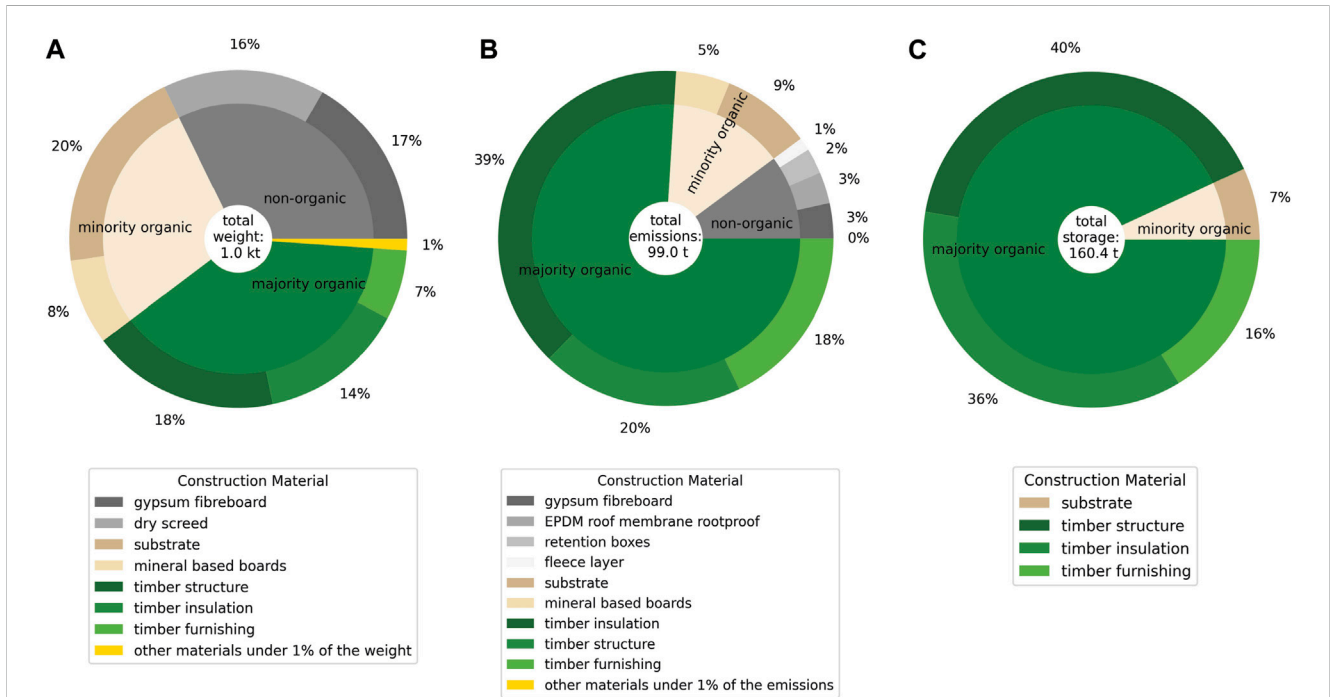 A
16%
17%
20%
non-organic
minority organic
total
weight:
1.0 kt
majority organic
1%
7%
8%
14%
18%
Construction Material
gypsum fibreboard
dry screed
substrate
mineral based boards
timber structure
timber insulation
timber furnishing
other materials under 1% of the weight
B
5%
9%
1%
2%
3%
3%
0%
39%
minority organic
non-organic
total
emissions:
99.0 t
majority organic
18%
20%
Construction Material
gypsum fibreboard
EPDM roof membrane rootproof
retention boxes
fleece layer
substrate
mineral based boards
timber insulation
timber structure
timber furnishing
other materials under 1% of the emissions
C
40%
7%
minority organic
total
storage:
160.4 t
majority organic
16%
36%
Construction Material
substrate
timber structure
timber insulation
timber furnishing